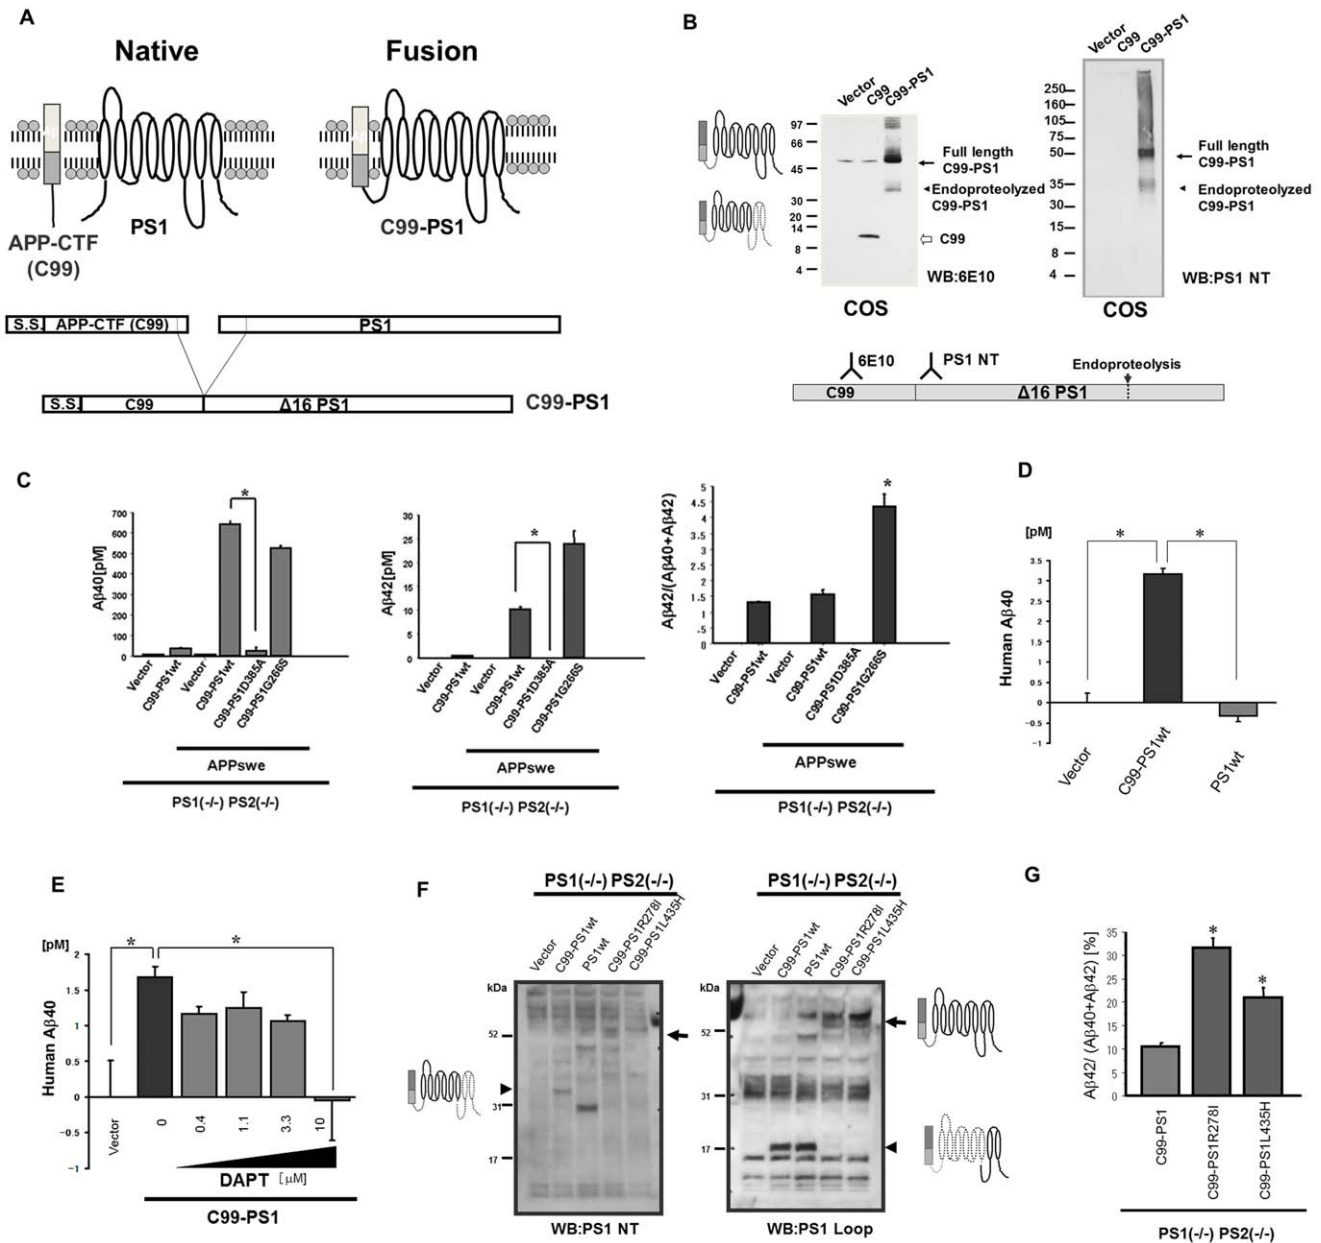 A
Native
Fusion
PS1
C99-PS1
APP-CTF
(C99)
S.S.
APP-CTF (C99)
PS1
S.S.
C99
Δ16 PS1
C99-PS1
B
Vector
C99
C99-PS1
97
66
45
30
20
14
8
4
Full length
C99-PS1
Endoproteolyzed
C99-PS1
C99
WB:6E10
COS
Vector
C99
C99-PS1
250
160
105
75
50
35
30
15
8
4
Full length
C99-PS1
Endoproteolyzed
C99-PS1
WB:PS1 NT
COS
6E10
PS1 NT
Endoproteolysis
C99
Δ16 PS1
C
Aβ40[pM]
700
600
500
400
300
200
100
0
*
Vector
C99-PS1wt
Vector
C99-PS1wt
C99-PS1D385A
C99-PS1G266S
APPswe
PS1(-/-) PS2(-/-)
Aβ42[pM]
30
25
20
15
10
5
0
*
Vector
C99-PS1wt
Vector
C99-PS1wt
C99-PS1D385A
C99-PS1G266S
APPswe
PS1(-/-) PS2(-/-)
Aβ42/(Aβ40+Aβ42)
5
4.5
4
3.5
3
2.5
2
1.5
1
.5
0
*
Vector
C99-PS1wt
Vector
C99-PS1wt
C99-PS1D385A
C99-PS1G266S
APPswe
PS1(-/-) PS2(-/-)
D
[pM]
Human Aβ40
3.5
3
2.5
2
1.5
1
0.5
0
-0.5
-1
*
*
Vector
C99-PS1wt
PS1wt
E
[pM]
Human Aβ40
2
1.5
1
0.5
0
-0.5
-1
*
*
Vector
0
0.4
1.1
3.3
10
DAPT [μM]
C99-PS1
F
PS1(-/-) PS2(-/-)
Vector
C99-PS1wt
PS1wt
C99-PS1R278I
C99-PS1L435H
kDa
52
31
17
WB:PS1 NT
PS1(-/-) PS2(-/-)
Vector
C99-PS1wt
PS1wt
C99-PS1R278I
C99-PS1L435H
kDa
52
31
17
WB:PS1 Loop
G
Aβ42/ (Aβ40+Aβ42) [%]
35
30
25
20
15
10
5
0
*
*
C99-PS1
C99-PS1R278I
C99-PS1L435H
PS1(-/-) PS2(-/-)